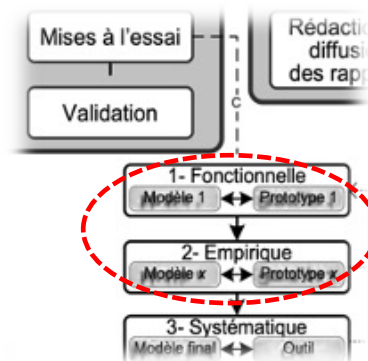 Mises à l'essai
Validation
Rédactio
diffusi
des rapp
C
1- Fonctionnelle
Modèle 1 Prototype 1
2- Empirique
Modèle x Prototype x
3- Systématique
Modèle final Outil